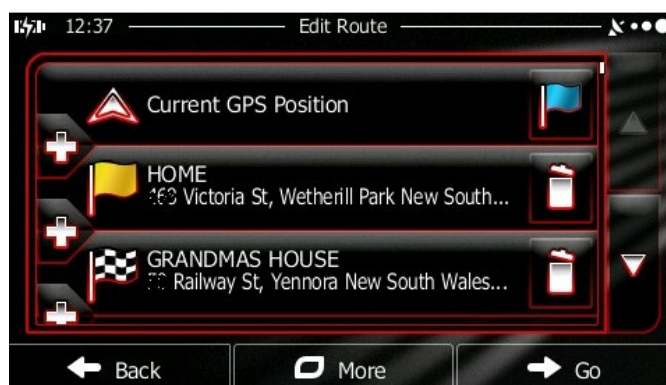 12:37
Edit Route
Current GPS Position
HOME
Victoria St, Wetherill Park New South...
GRANDMAS HOUSE
Railway St, Yennora New South Wales...
Back
More
Go